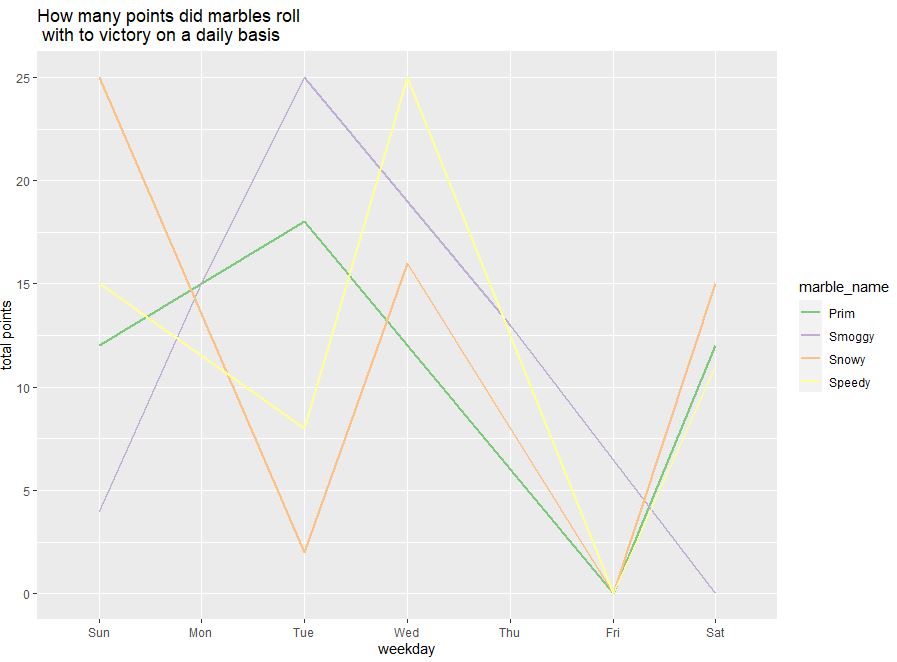 How many points did marbles roll
with to victory on a daily basis
total points
25
20
15
10
5
0
Sun Mon Tue Wed Thu Fri Sat
weekday
marble_name
Prim
Smoggy
Snowy
Speedy